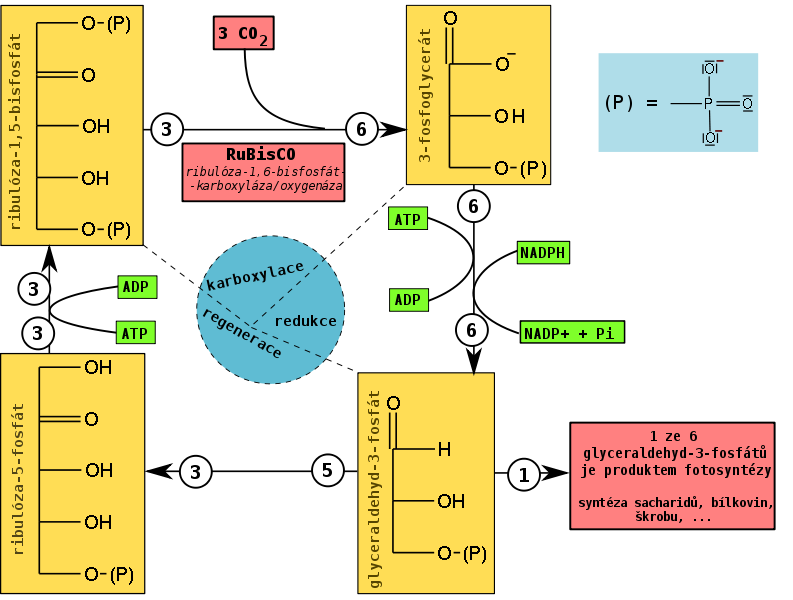 ribulóza-1,5-bisfosfát
O-(P)
O
OH
OH
O-(P)
3 CO2
3
6
RuBisCO
ribulóza-1,6-bisfosfát-
-karboxyláza/oxygenáza
3-fosfoglycerát
O
O−
OH
O-(P)
(P) =
|O|−
P
O
|O|−
6
ATP
NADPH
ADP
6
NADP+ + Pi
karboxylace
regenerace
redukce
3
ADP
3
ATP
ribulóza-5-fosfát
OH
O
OH
OH
O-(P)
3
5
glyceraldehyd-3-fosfát
O
H
OH
O-(P)
1
1 ze 6
glyceraldehyd-3-fosfátů
je produktem fotosyntézy
syntéza sacharidů, bílkovin,
škrobu, ...